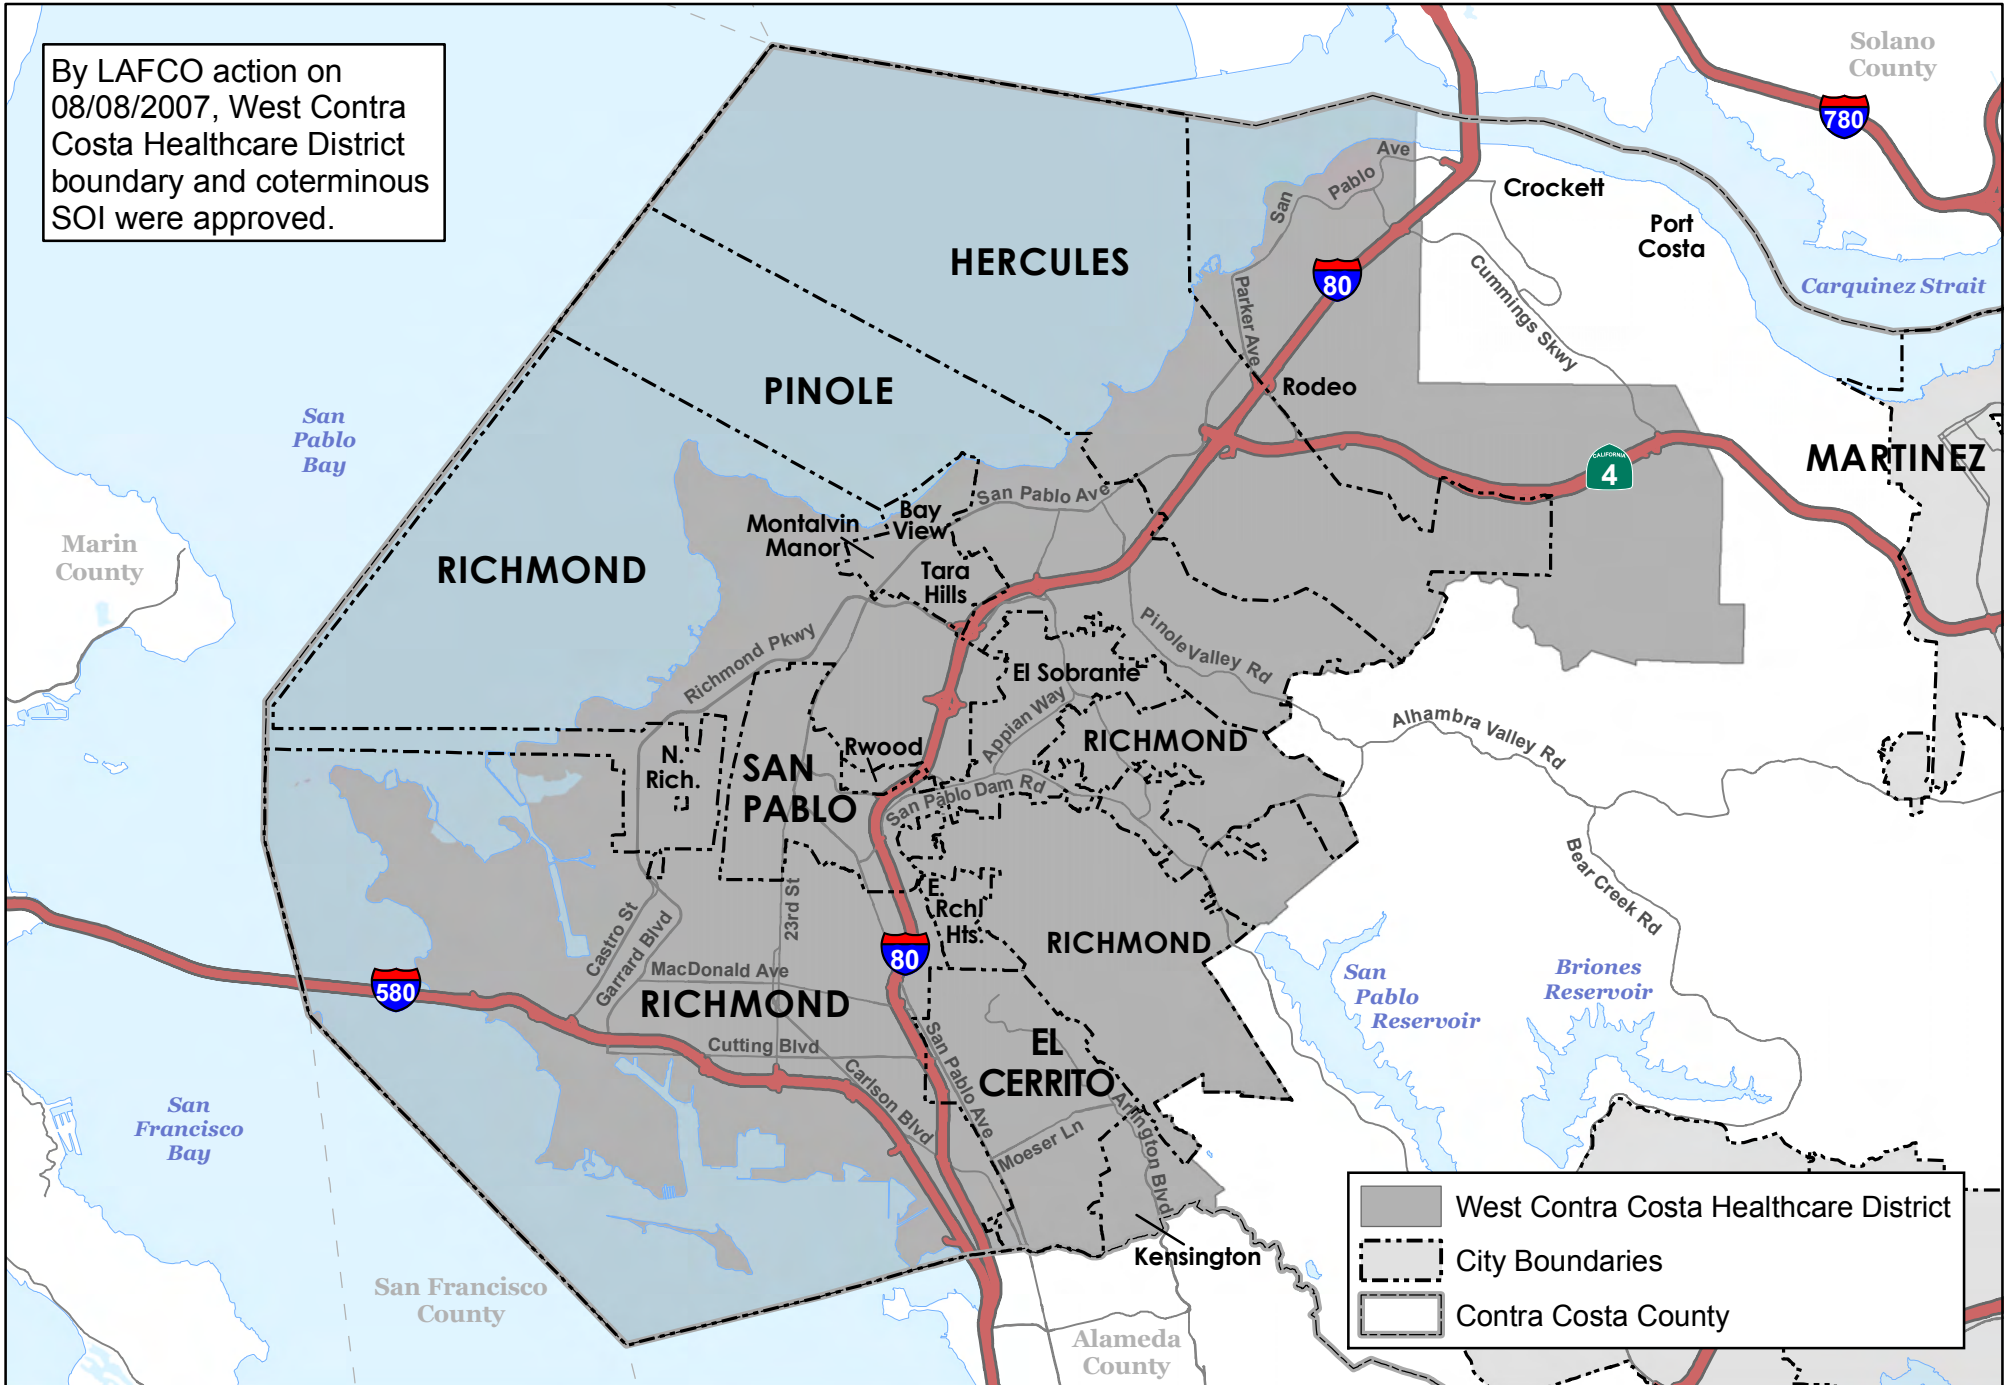 By LAFCO action on
08/08/2007, West Contra
Costa Healthcare District
boundary and coterminous
SOI were approved.
Solano
County
780
San Pablo Ave
Crockett
Port
Costa
HERCULES
80
Carquinez Strait
Cummings Skwy
Parker Ave
PINOLE
Rodeo
San
Pablo
Bay
MARTINEZ
CALIFORNIA
4
San Pablo Ave
Bay
View
Montalvin
Manor
Marin
County
RICHMOND
Tara
Hills
Richmond Pkwy
Pinole Valley Rd
El Sobrante
Appian Way
Alhambra Valley Rd
RICHMOND
Rwood
N.
Rich.
SAN
PABLO
San Pablo Dam Rd
Bear Creek Rd
23rd St
E.
Rchl
Hts.
Castro St
Garrard Blvd
RICHMOND
80
MacDonald Ave
580
San
Pablo
Reservoir
Briones
Reservoir
RICHMOND
Cutting Blvd
San Pablo Ave
EL
CERRITO
Carlson Blvd
Arlington Blvd
Moeser Ln
San
Francisco
Bay
Kensington
San Francisco
County
Alameda
County
West Contra Costa Healthcare District
City Boundaries
Contra Costa County